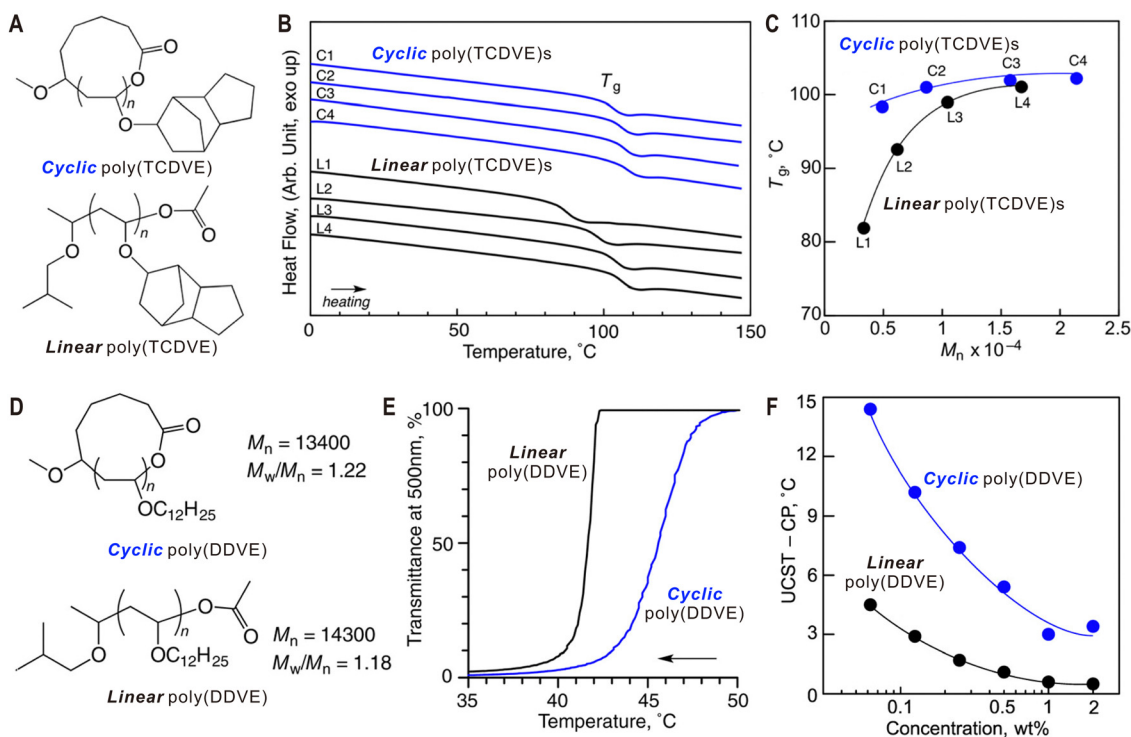 A
O
O
O
n
O
Cyclic poly(TCDVE)
O
O
n
O
O
Linear poly(TCDVE)
B
Heat Flow, (Arb. Unit, exo up)
Cyclic poly(TCDVE)s
C1
C2
C3
C4
Tg
Linear poly(TCDVE)s
L1
L2
L3
L4
heating
0
50
100
150
Temperature, °C
C
Cyclic poly(TCDVE)s
C1
C2
C3
C4
L4
L3
L2
L1
Linear poly(TCDVE)s
Tg, °C
110
100
90
80
70
0
0.5
1
1.5
2
2.5
Mn x 10-4
D
O
O
O
n
OC12H25
Mn = 13400
Mw/Mn = 1.22
Cyclic poly(DDVE)
O
O
n
O
OC12H25
Mn = 14300
Mw/Mn = 1.18
Linear poly(DDVE)
E
Transmittance at 500nm, %
100
50
0
Linear
poly(DDVE)
Cyclic
poly(DDVE)
35
40
45
50
Temperature, °C
F
UCST – CP, °C
15
12
9
6
3
0
Cyclic poly(DDVE)
Linear
poly(DDVE)
0.1
1
2
Concentration, wt%